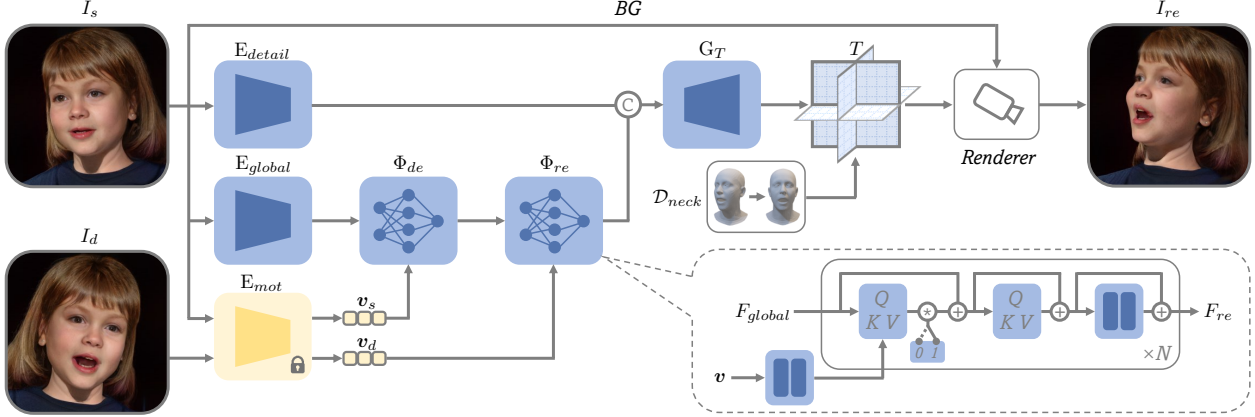 I_s
BG
I_re
E_detail
G_T
T
C
Renderer
E_global
Φ_de
Φ_re
𝒟_neck
I_d
E_mot
v_s
v_d
Q
K V
*
+
Q
K V
+
+
F_global
F_re
0 1
×N
v